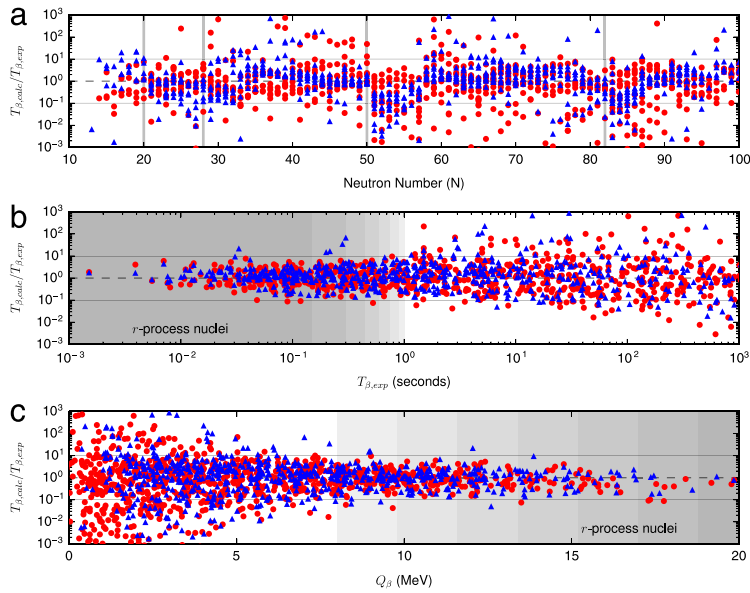 a
T_β,calc/T_β,exp
10^3
10^2
10^1
10^0
10^-1
10^-2
10^-3
10 20 30 40 50 60 70 80 90 100
Neutron Number (N)
b
T_β,calc/T_β,exp
10^3
10^2
10^1
10^0
10^-1
10^-2
10^-3
r-process nuclei
10^-3 10^-2 10^-1 10^0 10^1 10^2 10^3
T_β,exp (seconds)
c
T_β,calc/T_β,exp
10^3
10^2
10^1
10^0
10^-1
10^-2
10^-3
r-process nuclei
0 5 10 15 20
Q_β (MeV)